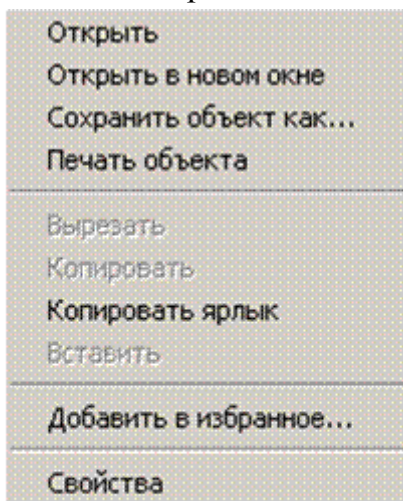 Открыть
Открыть в новом окне
Сохранить объект как...
Печать объекта
Вырезать
Копировать
Копировать ярлык
Вставить
Добавить в избранное...
Свойства